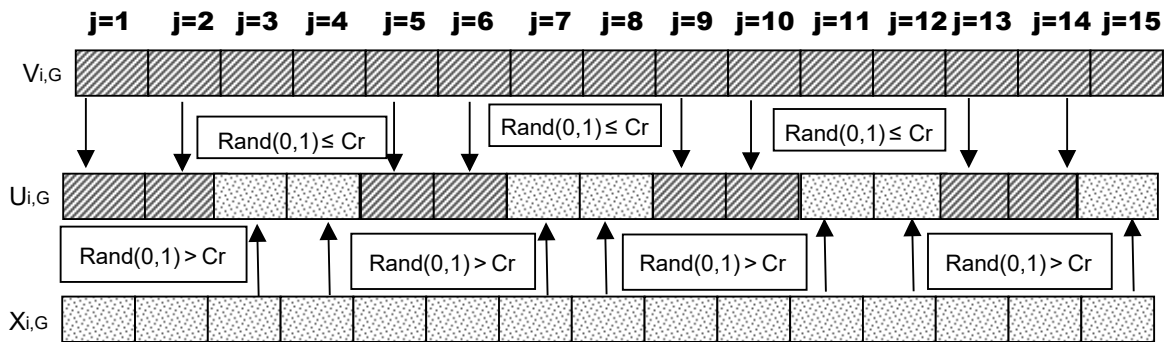 j=1 j=2 j=3 j=4 j=5 j=6 j=7 j=8 j=9 j=10 j=11 j=12 j=13 j=14 j=15
Vi,G
Rand(0,1) ≤ Cr Rand(0,1) ≤ Cr Rand(0,1) ≤ Cr
Ui,G
Rand(0,1) > Cr Rand(0,1) > Cr Rand(0,1) > Cr Rand(0,1) > Cr
Xi,G